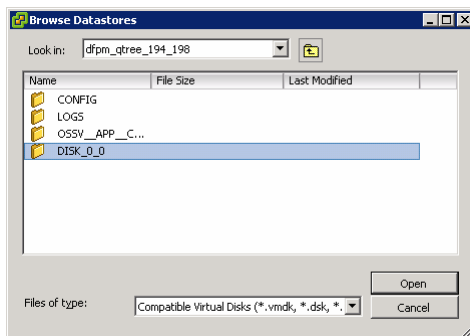 Browse Datastores
Look in: dfpm_qtree_194_198
Name File Size Last Modified
CONFIG
LOGS
OSSV__APP__C...
DISK_0_0
Open
Files of type: Compatible Virtual Disks (*.vmdk, *.dsk, *.
Cancel